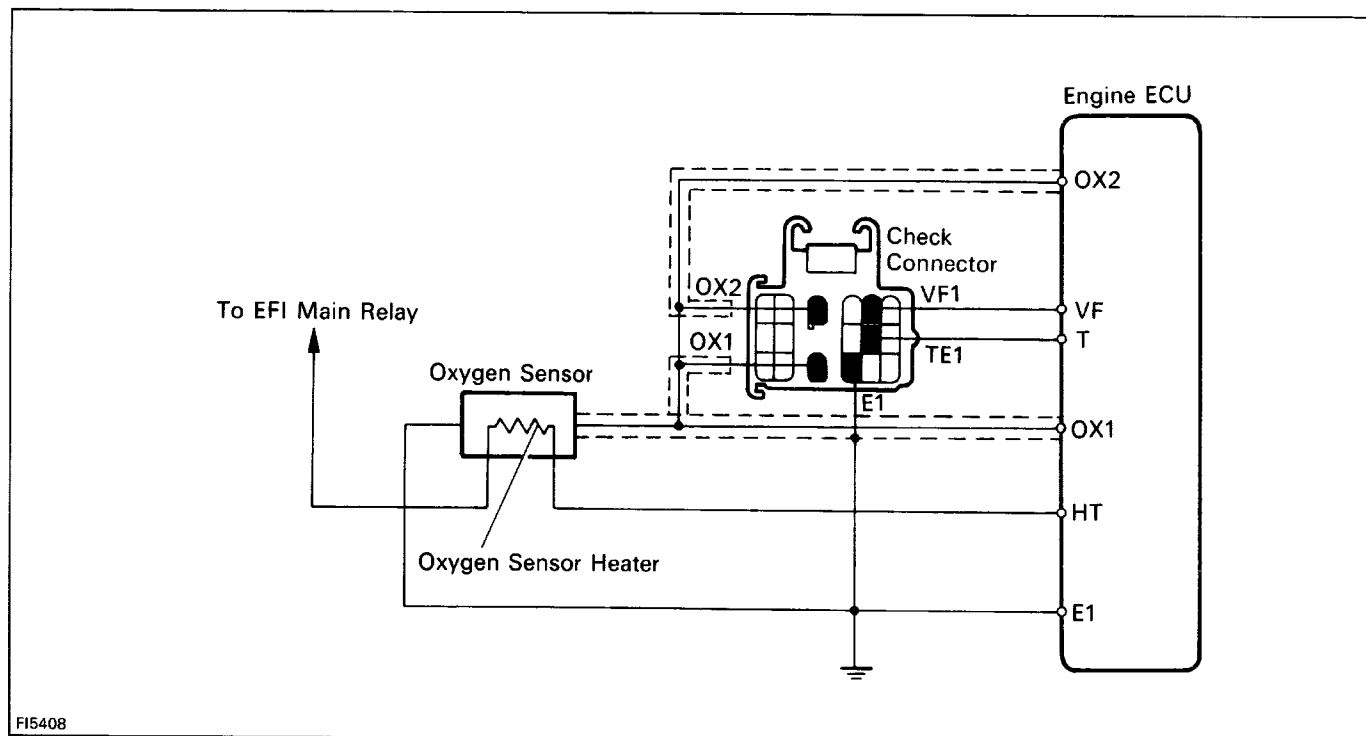 Engine ECU
OX2
Check
Connector
OX2
VF1
VF
To EFI Main Relay
T
OX1
TE1
Oxygen Sensor
E1
OX1
HT
Oxygen Sensor Heater
E1
FI5408